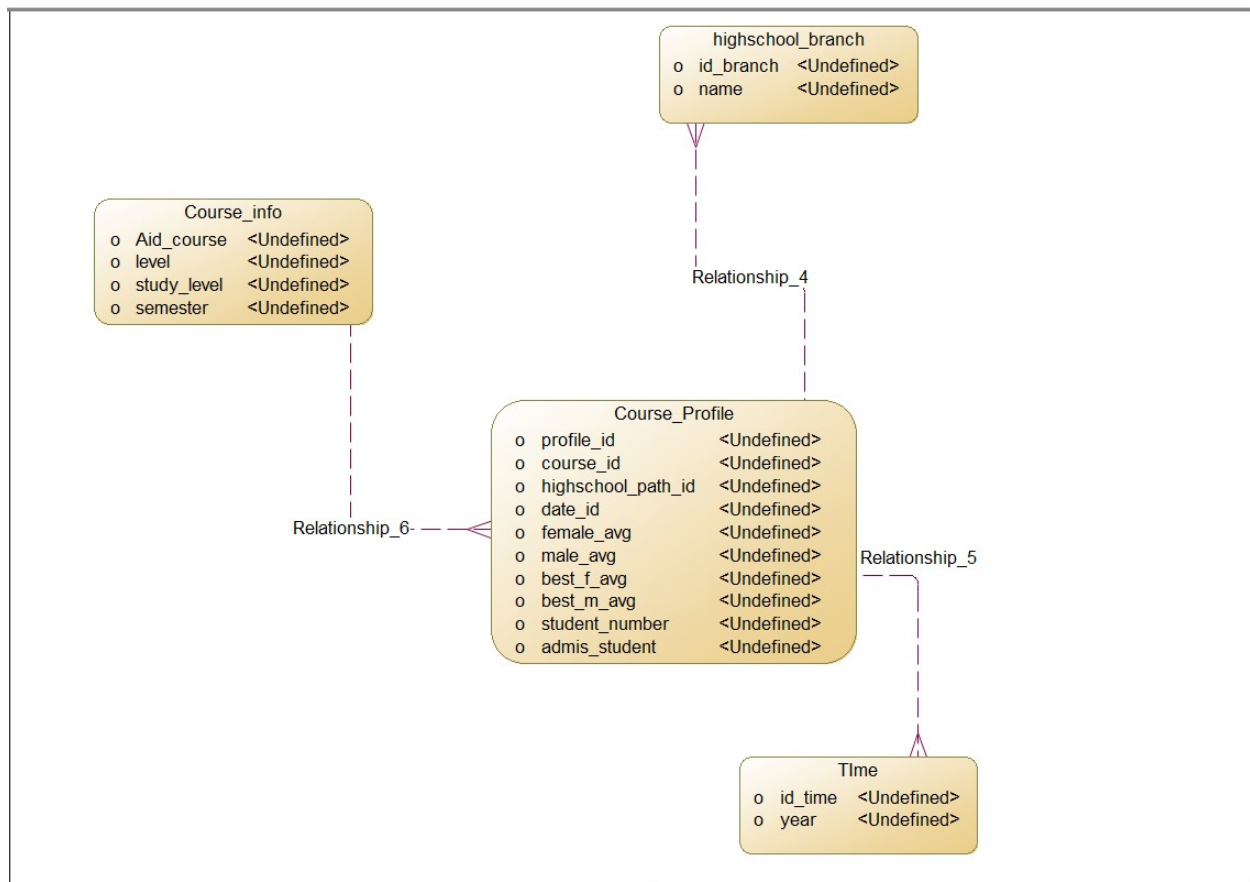 highschool_branch
o id_branch <Undefined>
o name <Undefined>
Course_info
o Aid_course <Undefined>
o level <Undefined>
o study_level <Undefined>
o semester <Undefined>
Relationship_4
Course_Profile
o profile_id <Undefined>
o course_id <Undefined>
o highschool_path_id <Undefined>
o date_id <Undefined>
o female_avg <Undefined>
o male_avg <Undefined>
o best_f_avg <Undefined>
o best_m_avg <Undefined>
o student_number <Undefined>
o admis_student <Undefined>
Relationship_6
Relationship_5
TIme
o id_time <Undefined>
o year <Undefined>